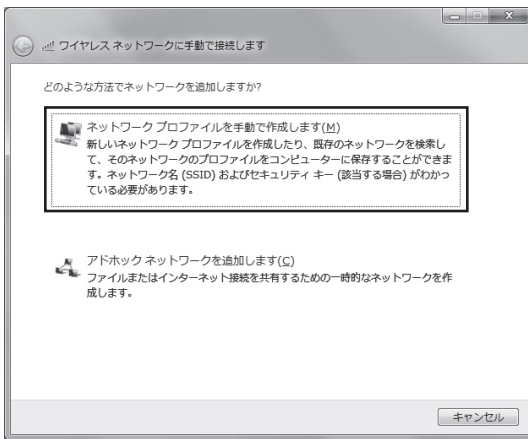 ワイヤレス ネットワークに手動で接続します
どのような方法でネットワークを追加しますか?
ネットワーク プロファイルを手動で作成します(M)
新しいネットワーク プロファイルを作成したり、既存のネットワークを検索し
て、そのネットワークのプロファイルをコンピューターに保存することができま
す。ネットワーク名 (SSID) およびセキュリティ キー (該当する場合) がわかっ
ている必要があります。
アドホック ネットワークを追加します(C)
ファイルまたはインターネット接続を共有するための一時的なネットワークを作
成します。
キャンセル